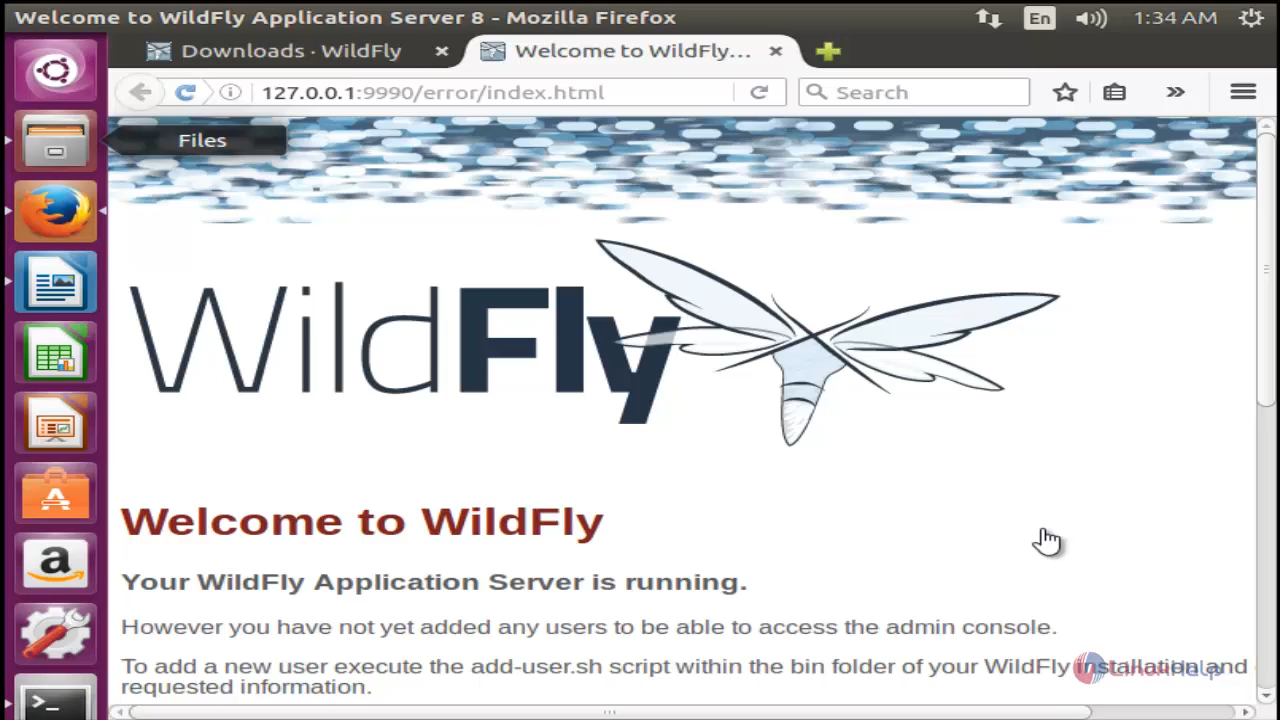 Welcome to WildFly Application Server 8 - Mozilla Firefox
En
1:34 AM
Downloads · WildFly
Welcome to WildFly...
127.0.0.1:9990/error/index.html
Search
Files
WildFly
Welcome to WildFly
Your WildFly Application Server is running.
However you have not yet added any users to be able to access the admin console.
To add a new user execute the add-user.sh script within the bin folder of your WildFly installation and
requested information.
LinuxHelp